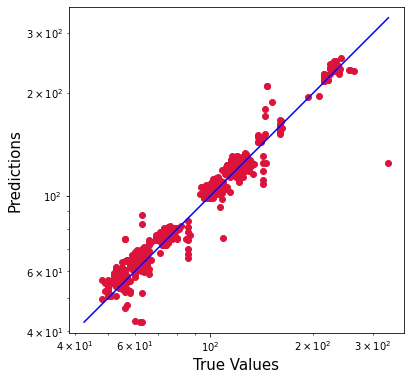 3 × 10²
2 × 10²
10²
6 × 10¹
4 × 10¹
Predictions
4 × 10¹ 6 × 10¹ 10² 2 × 10² 3 × 10²
True Values